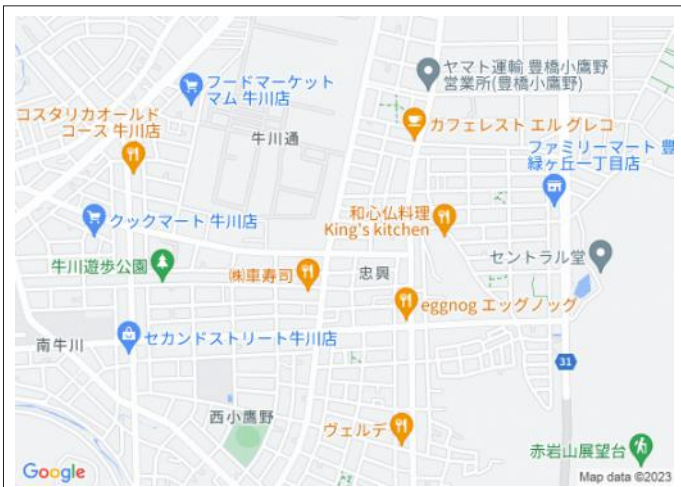 ヤマト運輸 豊橋小鷹野
営業所(豊橋小鷹野)
フードマーケット
マム 牛川店
コスタリカオールド
コース 牛川店
牛川通
カフェレスト エル グレコ
ファミリーマート 豊
緑ヶ丘一丁目店
和心仏料理
King's kitchen
クックマート 牛川店
セントラル堂
牛川遊歩公園
㈱車寿司
忠興
eggnog エッグノッグ
南牛川
セカンドストリート牛川店
31
西小鷹野
ヴェルデ
赤岩山展望台
Google
Map data ©2023